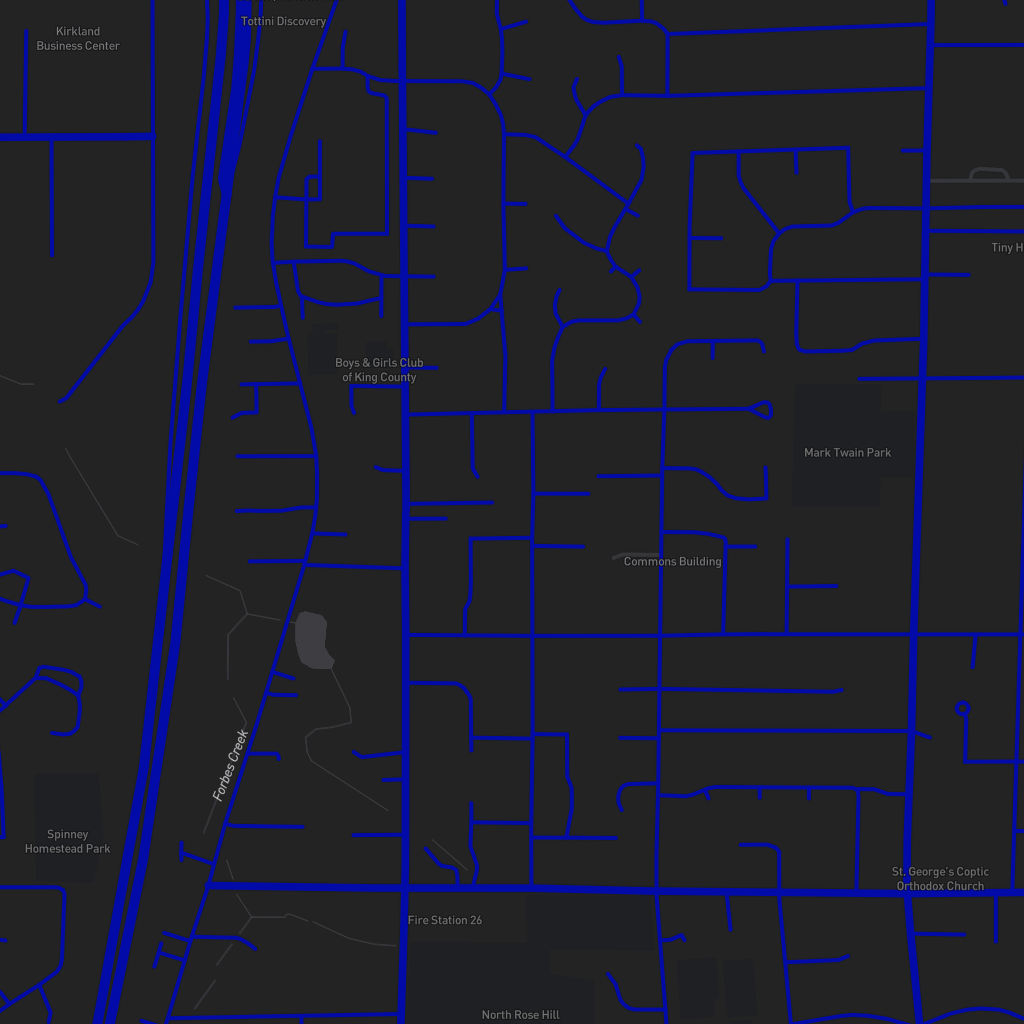 Tottini Discovery
Kirkland
Business Center
Tiny H
Boys & Girls Club
of King County
Mark Twain Park
Commons Building
Forbes Creek
Spinney
Homestead Park
St. George's Coptic
Orthodox Church
Fire Station 26
North Rose Hill